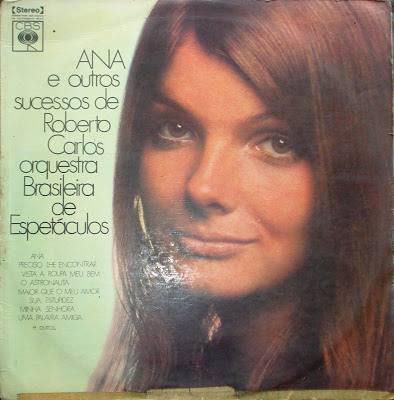 Stereo
CBS
ANA
e outros
sucessos de
Roberto
Carlos
orquestra
Brasileira
de
Espetáculos
ANA
PRECISO LHE ENCONTRAR
VISTA A ROUPA MEU BEM
O ASTRONAUTA
MAIOR QUE O MEU AMOR
SUA ESTUPIDEZ
MINHA SENHORA
UMA PALAVRA AMIGA
e outros